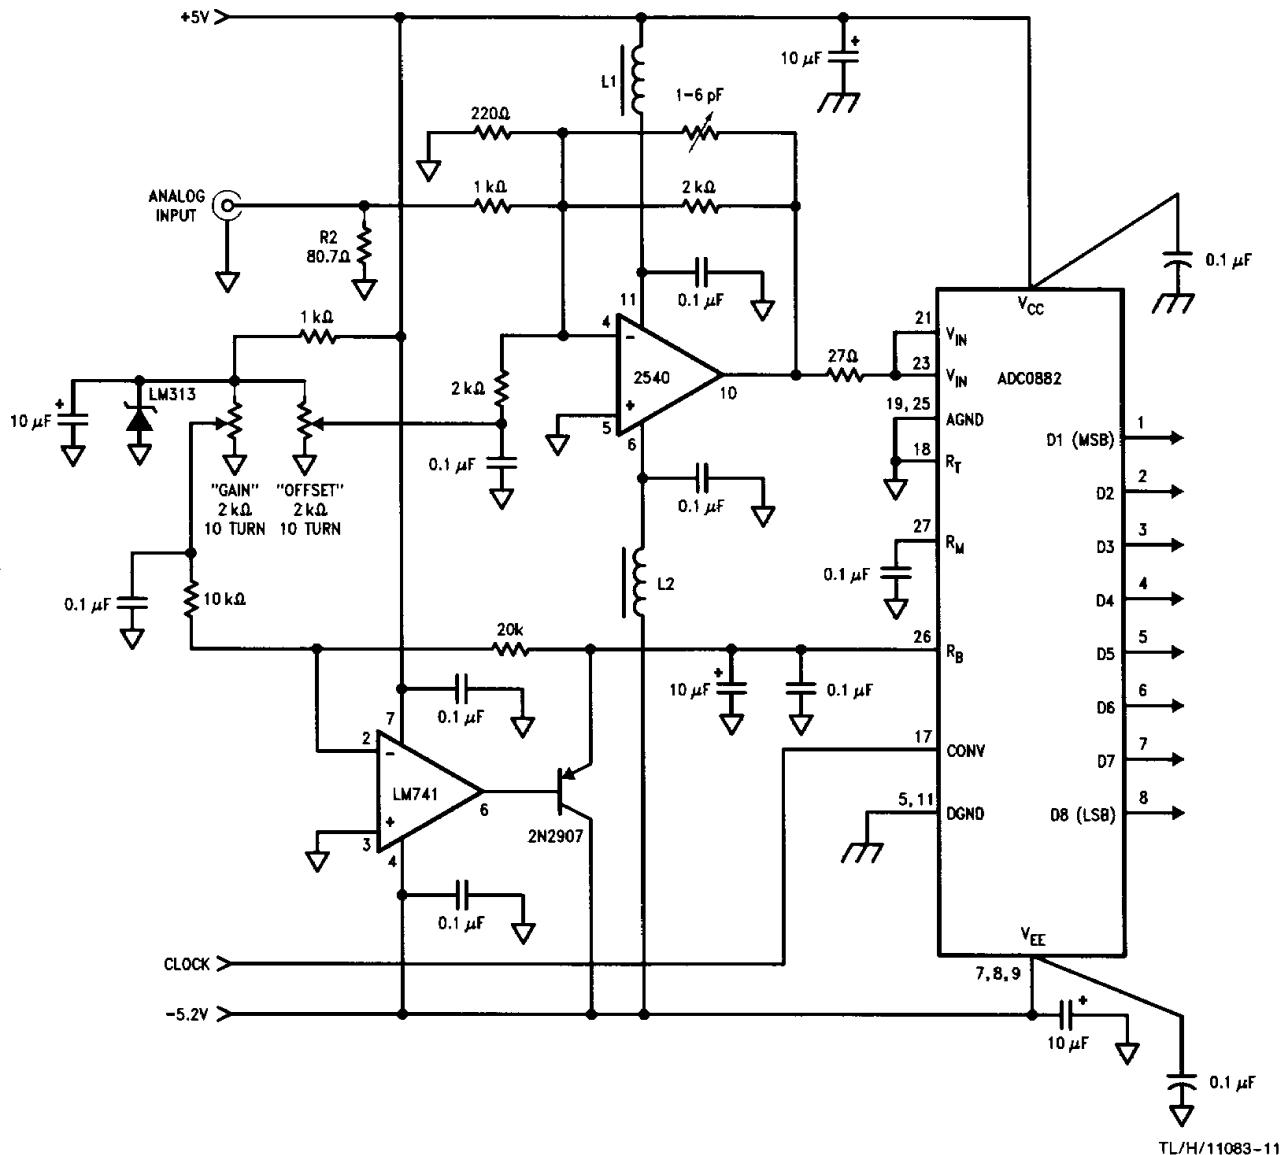 +5V
10 µF
L1
1-6 pF
220Ω
ANALOG
INPUT
1 kΩ
2 kΩ
R2
80.7Ω
0.1 µF
0.1 µF
11
1 kΩ
VCC
4
21
VIN
27Ω
23
VIN
ADC0882
2540
10
LM313
2 kΩ
10 µF
5
6
19, 25
AGND
18
RT
D1 (MSB)
1
0.1 µF
"GAIN"
2 kΩ
10 TURN
"OFFSET"
2 kΩ
10 TURN
0.1 µF
D2
2
27
RM
D3
3
0.1 µF
L2
0.1 µF
10 kΩ
D4
4
20k
26
RB
D5
5
10 µF
0.1 µF
0.1 µF
D6
6
7
2
17
CONV
D7
7
LM741
6
5, 11
DGND
D8 (LSB)
8
3
4
2N2907
0.1 µF
VEE
CLOCK
7, 8, 9
-5.2V
10 µF
0.1 µF
TL/H/11083-11